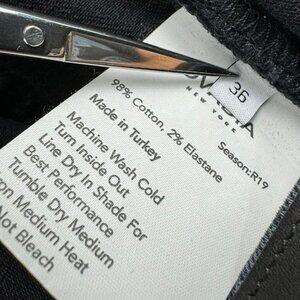 36
NEW YORK
98% Cotton, 2% Elastane
Season:R19
Made in Turkey
Machine Wash Cold
Turn Inside Out
Line Dry In Shade For
Best Performance
Tumble Dry Medium
Medium Heat
Not Bleach